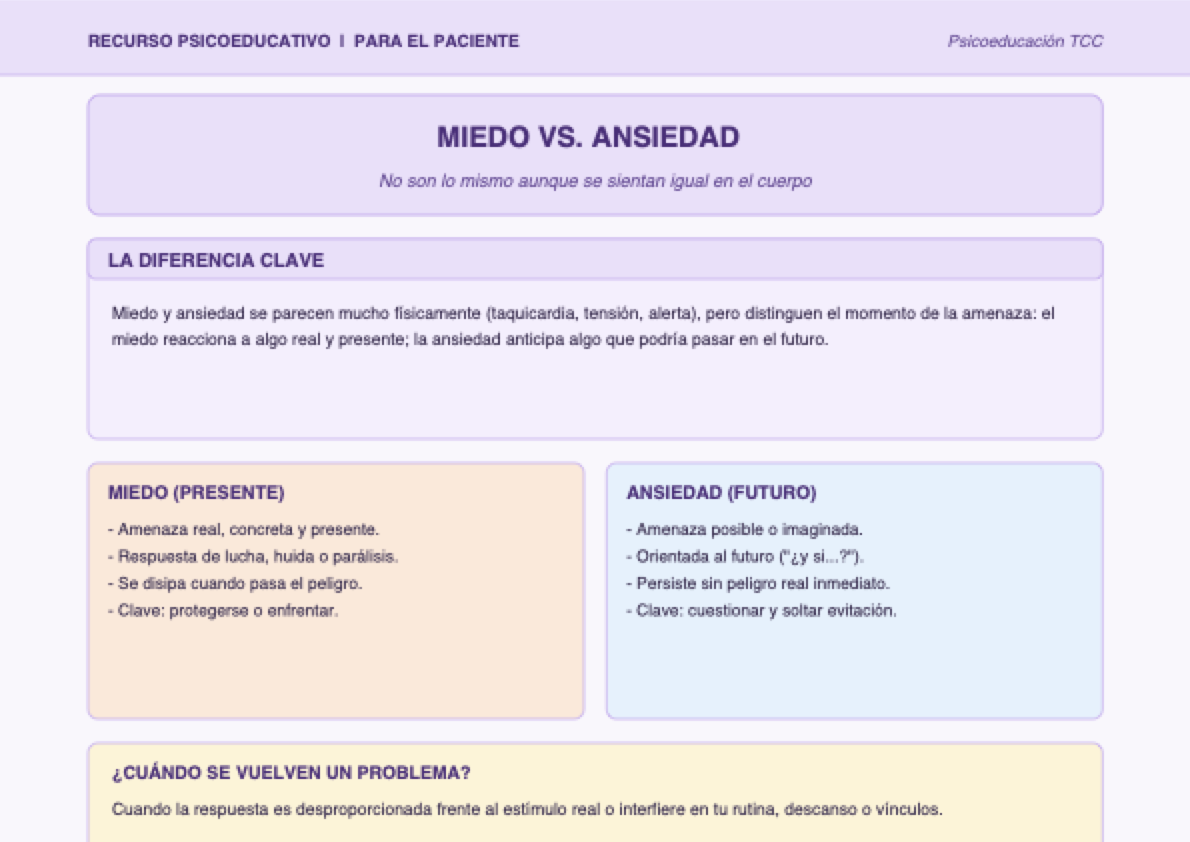 RECURSO PSICOEDUCATIVO | PARA EL PACIENTE
Psicoeducación TCC
MIEDO VS. ANSIEDAD
No son lo mismo aunque se sientan igual en el cuerpo
LA DIFERENCIA CLAVE
Miedo y ansiedad se parecen mucho físicamente (taquicardia, tensión, alerta), pero distinguen el momento de la amenaza: el
miedo reacciona a algo real y presente; la ansiedad anticipa algo que podría pasar en el futuro.
MIEDO (PRESENTE)
- Amenaza real, concreta y presente.
- Respuesta de lucha, huida o parálisis.
- Se disipa cuando pasa el peligro.
- Clave: protegerse o enfrentar.
ANSIEDAD (FUTURO)
- Amenaza posible o imaginada.
- Orientada al futuro ("¿y si...?").
- Persiste sin peligro real inmediato.
- Clave: cuestionar y soltar evitación.
¿CUÁNDO SE VUELVEN UN PROBLEMA?
Cuando la respuesta es desproporcionada frente al estímulo real o interfiere en tu rutina, descanso o vínculos.